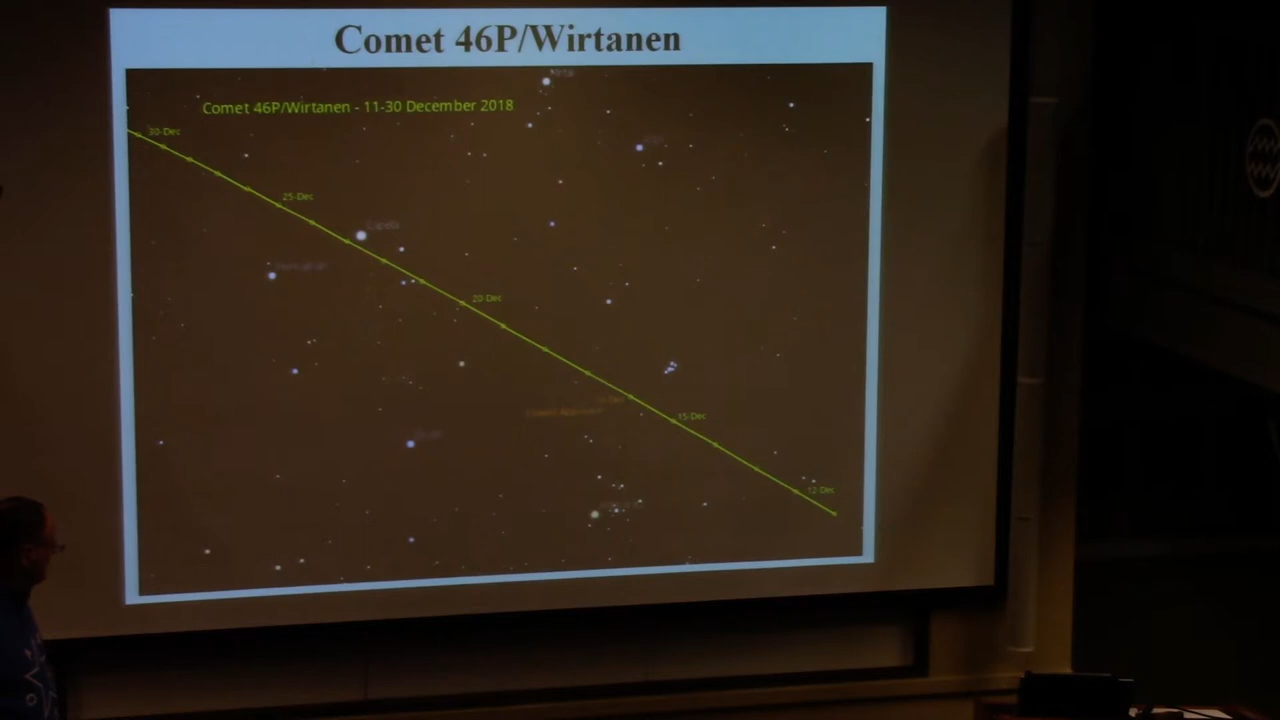 Comet 46P/Wirtanen
Comet 46P/Wirtanen - 11-30 December 2018
30-Dec
25-Dec
Capella
20-Dec
15-Dec
12-Dec